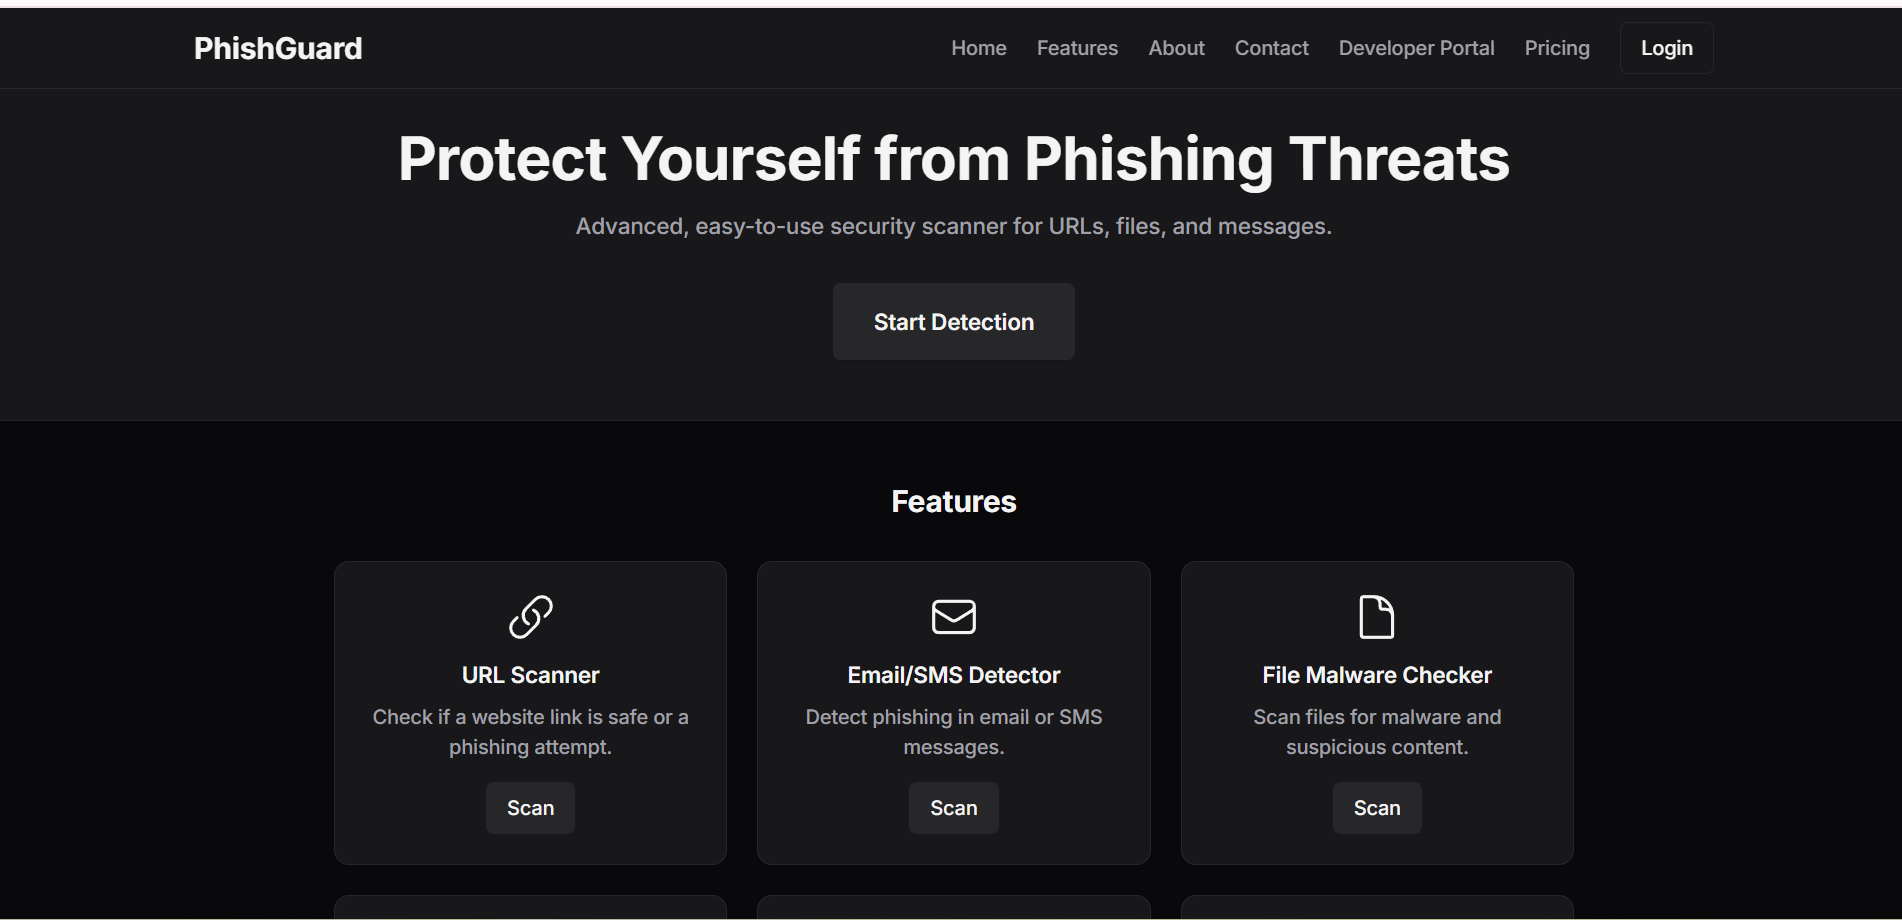 PhishGuard
Home Features About Contact Developer Portal Pricing Login
Protect Yourself from Phishing Threats
Advanced, easy-to-use security scanner for URLs, files, and messages.
Start Detection
Features
URL Scanner
Check if a website link is safe or a
phishing attempt.
Scan
Email/SMS Detector
Detect phishing in email or SMS
messages.
Scan
File Malware Checker
Scan files for malware and
suspicious content.
Scan